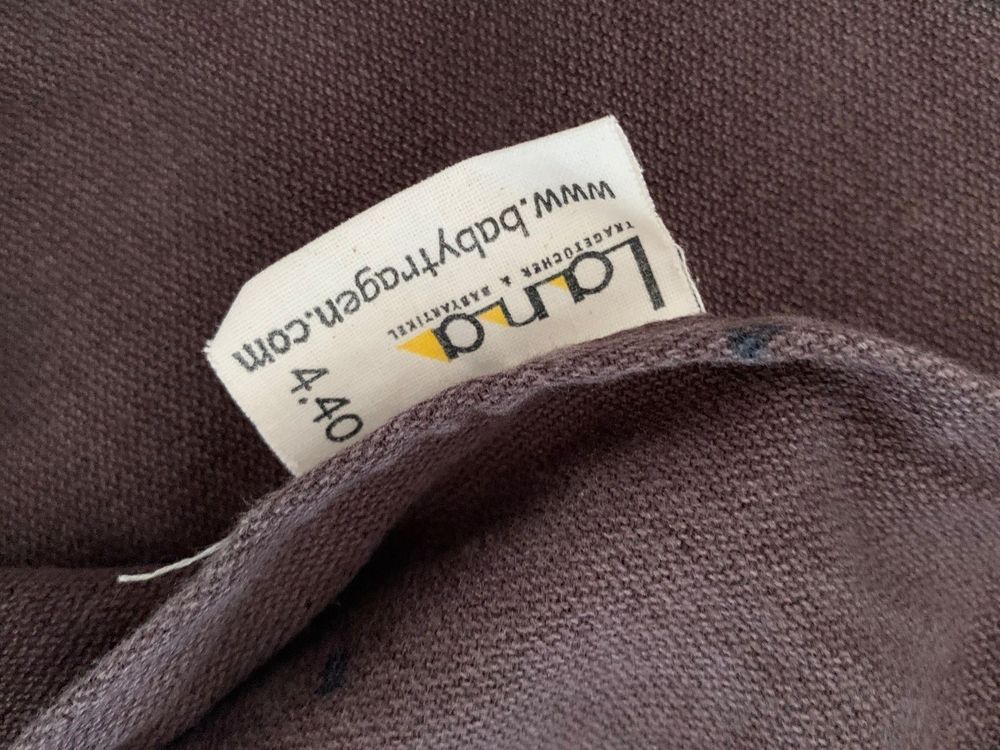 Lana
TRAGETÜCHER & BABYARTIKEL
www.babytragen.com
4.40